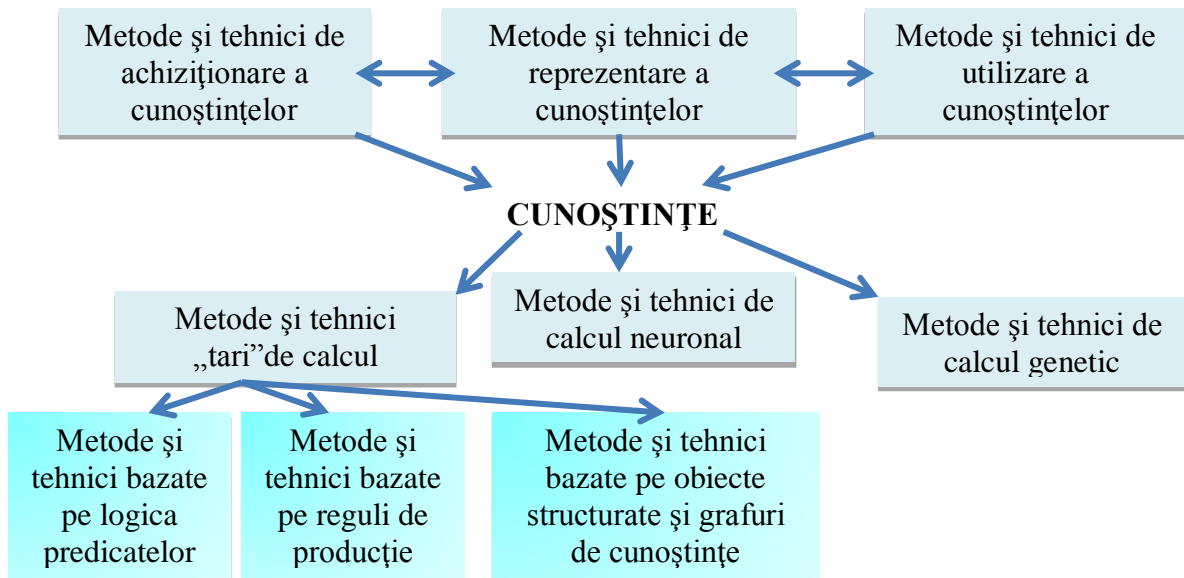 Metode şi tehnici de
achiziţionare a
cunoştinţelor
Metode şi tehnici de
reprezentare a
cunoştinţelor
Metode şi tehnici de
utilizare a
cunoştinţelor
CUNOŞTINŢE
Metode şi tehnici
„tari”de calcul
Metode şi tehnici de
calcul neuronal
Metode şi tehnici de
calcul genetic
Metode şi
tehnici bazate
pe logica
predicatelor
Metode şi
tehnici bazate
pe reguli de
producţie
Metode şi tehnici
bazate pe obiecte
structurate şi grafuri
de cunoştinţe